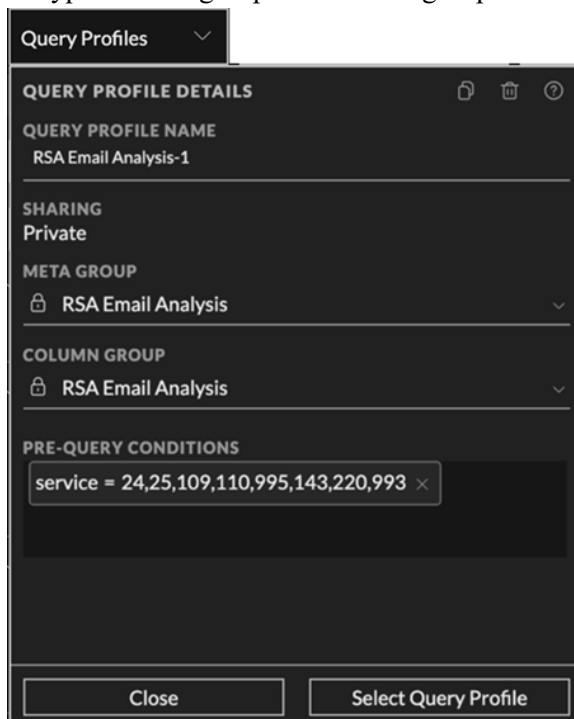 Query Profiles
QUERY PROFILE DETAILS
QUERY PROFILE NAME
RSA Email Analysis-1
SHARING
Private
META GROUP
RSA Email Analysis
COLUMN GROUP
RSA Email Analysis
PRE-QUERY CONDITIONS
service = 24,25,109,110,995,143,220,993 ×
Close Select Query Profile